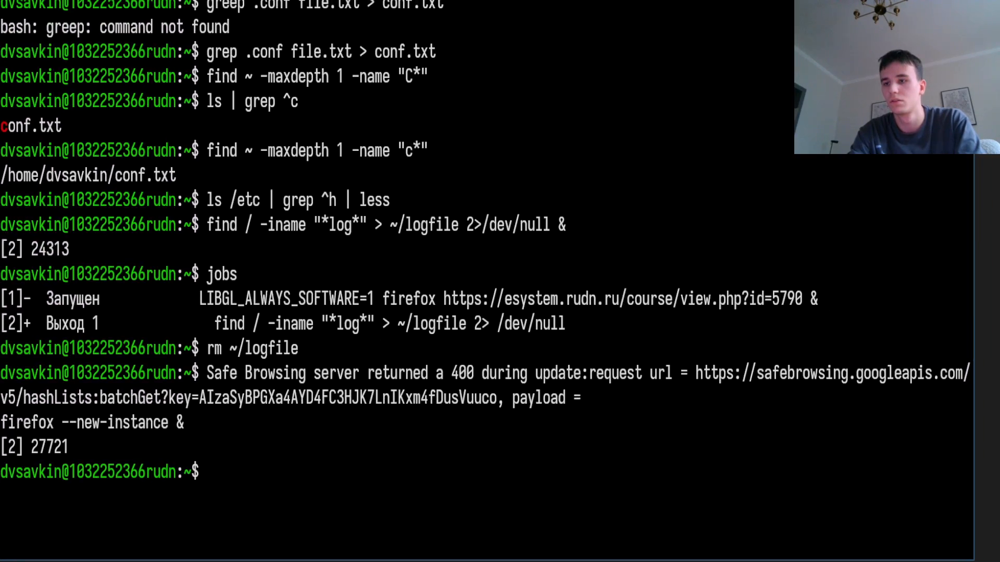 dvsavkin@1032252366rudn:~$ greep .conf file.txt > conf.txt
bash: greep: command not found
dvsavkin@1032252366rudn:~$ grep .conf file.txt > conf.txt
dvsavkin@1032252366rudn:~$ find ~ -maxdepth 1 -name "C*"
dvsavkin@1032252366rudn:~$ ls | grep ^c
conf.txt
dvsavkin@1032252366rudn:~$ find ~ -maxdepth 1 -name "c*"
/home/dvsavkin/conf.txt
dvsavkin@1032252366rudn:~$ ls /etc | grep ^h | less
dvsavkin@1032252366rudn:~$ find / -iname "*log*" > ~/logfile 2>/dev/null &
[2] 24313
dvsavkin@1032252366rudn:~$ jobs
[1]-  Запущен             LIBGL_ALWAYS_SOFTWARE=1 firefox https://esystem.rudn.ru/course/view.php?id=5790 &
[2]+  Выход 1               find / -iname "*log*" > ~/logfile 2> /dev/null
dvsavkin@1032252366rudn:~$ rm ~/logfile
dvsavkin@1032252366rudn:~$ Safe Browsing server returned a 400 during update:request url = https://safebrowsing.googleapis.com/
v5/hashLists:batchGet?key=AIzaSyBPGXa4AYD4FC3HJK7LnIKxm4fDusVuuco, payload =
firefox --new-instance &
[2] 27721
dvsavkin@1032252366rudn:~$